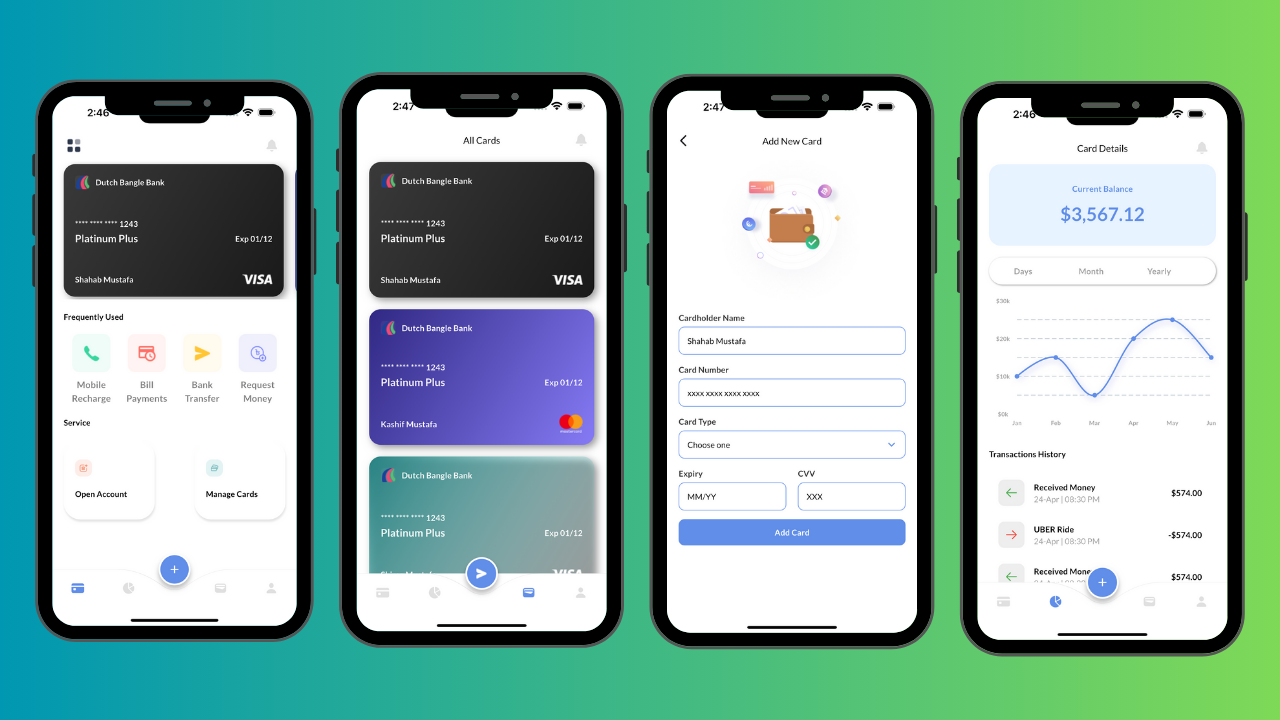 2:46
Dutch Bangle Bank
**** **** **** 1243
Platinum Plus
Exp 01/12
Shahab Mustafa
VISA
Frequently Used
Mobile Recharge
Bill Payments
Bank Transfer
Request Money
Service
Open Account
Manage Cards
2:47
All Cards
Dutch Bangle Bank
**** **** **** 1243
Platinum Plus
Exp 01/12
Shahab Mustafa
VISA
Dutch Bangle Bank
**** **** **** 1243
Platinum Plus
Exp 01/12
Kashif Mustafa
Dutch Bangle Bank
**** **** **** 1243
Platinum Plus
Exp 01/12
VISA
2:47
Add New Card
Cardholder Name
Shahab Mustafa
Card Number
xxxx xxxx xxxx xxxx
Card Type
Choose one
Expiry
CVV
MM/YY
XXX
Add Card
2:46
Card Details
Current Balance
$3,567.12
Days
Month
Yearly
$30k
$20k
$10k
$0k
Jan
Feb
Mar
Apr
May
Jun
Transactions History
Received Money
24-Apr | 08:30 PM
$574.00
UBER Ride
24-Apr | 08:30 PM
-$574.00
Received Money
$574.00